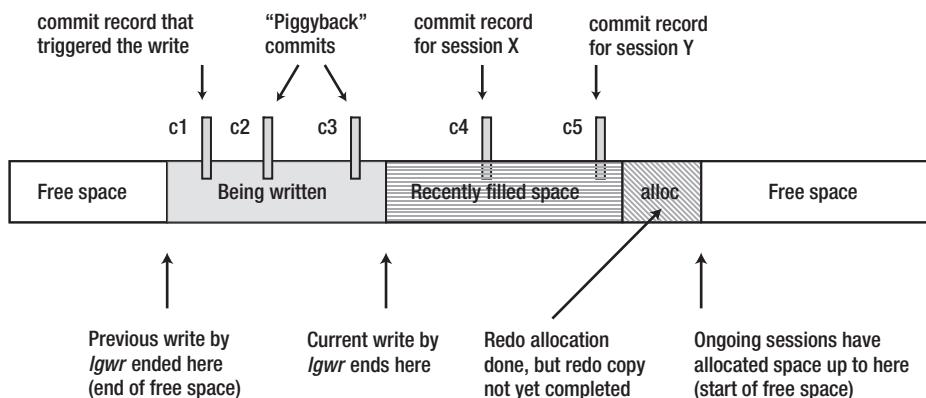 commit record that
triggered the write
“Piggyback”
commits
commit record
for session X
commit record
for session Y
c1
c2
c3
c4
c5
Free space
Being written
Recently filled space
alloc
Free space
Previous write by
lgwr ended here
(end of free space)
Current write by
lgwr ends here
Redo allocation
done, but redo copy
not yet completed
Ongoing sessions have
allocated space up to here
(start of free space)